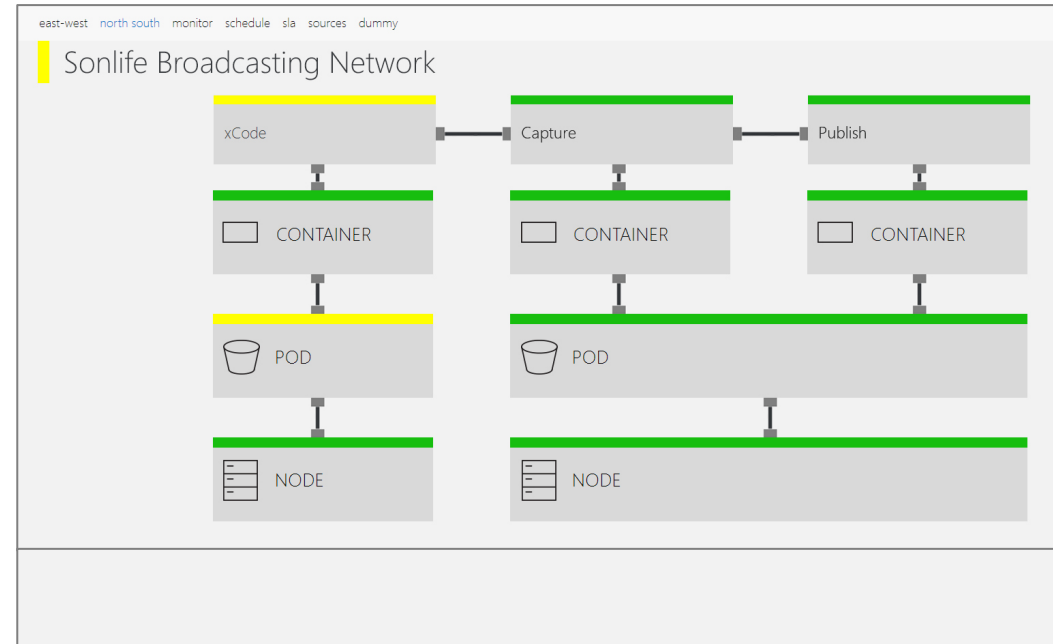 east-west north south monitor schedule sla sources dummy
Sonlife Broadcasting Network
xCode Capture Publish
CONTAINER CONTAINER CONTAINER
POD POD
NODE NODE